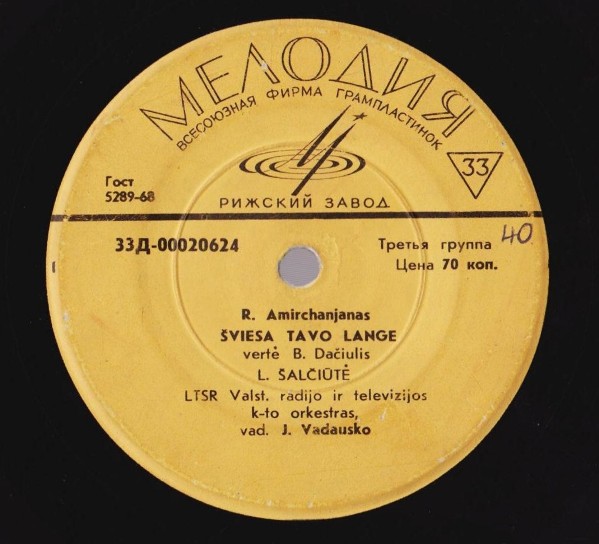 МЕЛОДИЯ
ВСЕСОЮЗНАЯ ФИРМА ГРАМПЛАСТИНОК
33
РИЖСКИЙ ЗАВОД
Гост
5289-68
33Д-00020624
Третья группа 40
Цена 70 коп.
R. Amirchanjanas
ŠVIESA TAVO LANGE
vertė B. Dačiulis
L. ŠALČIŪTĖ
LTSR Valst. radijo ir televizijos
k-to orkestras,
vad. J. Vadausko